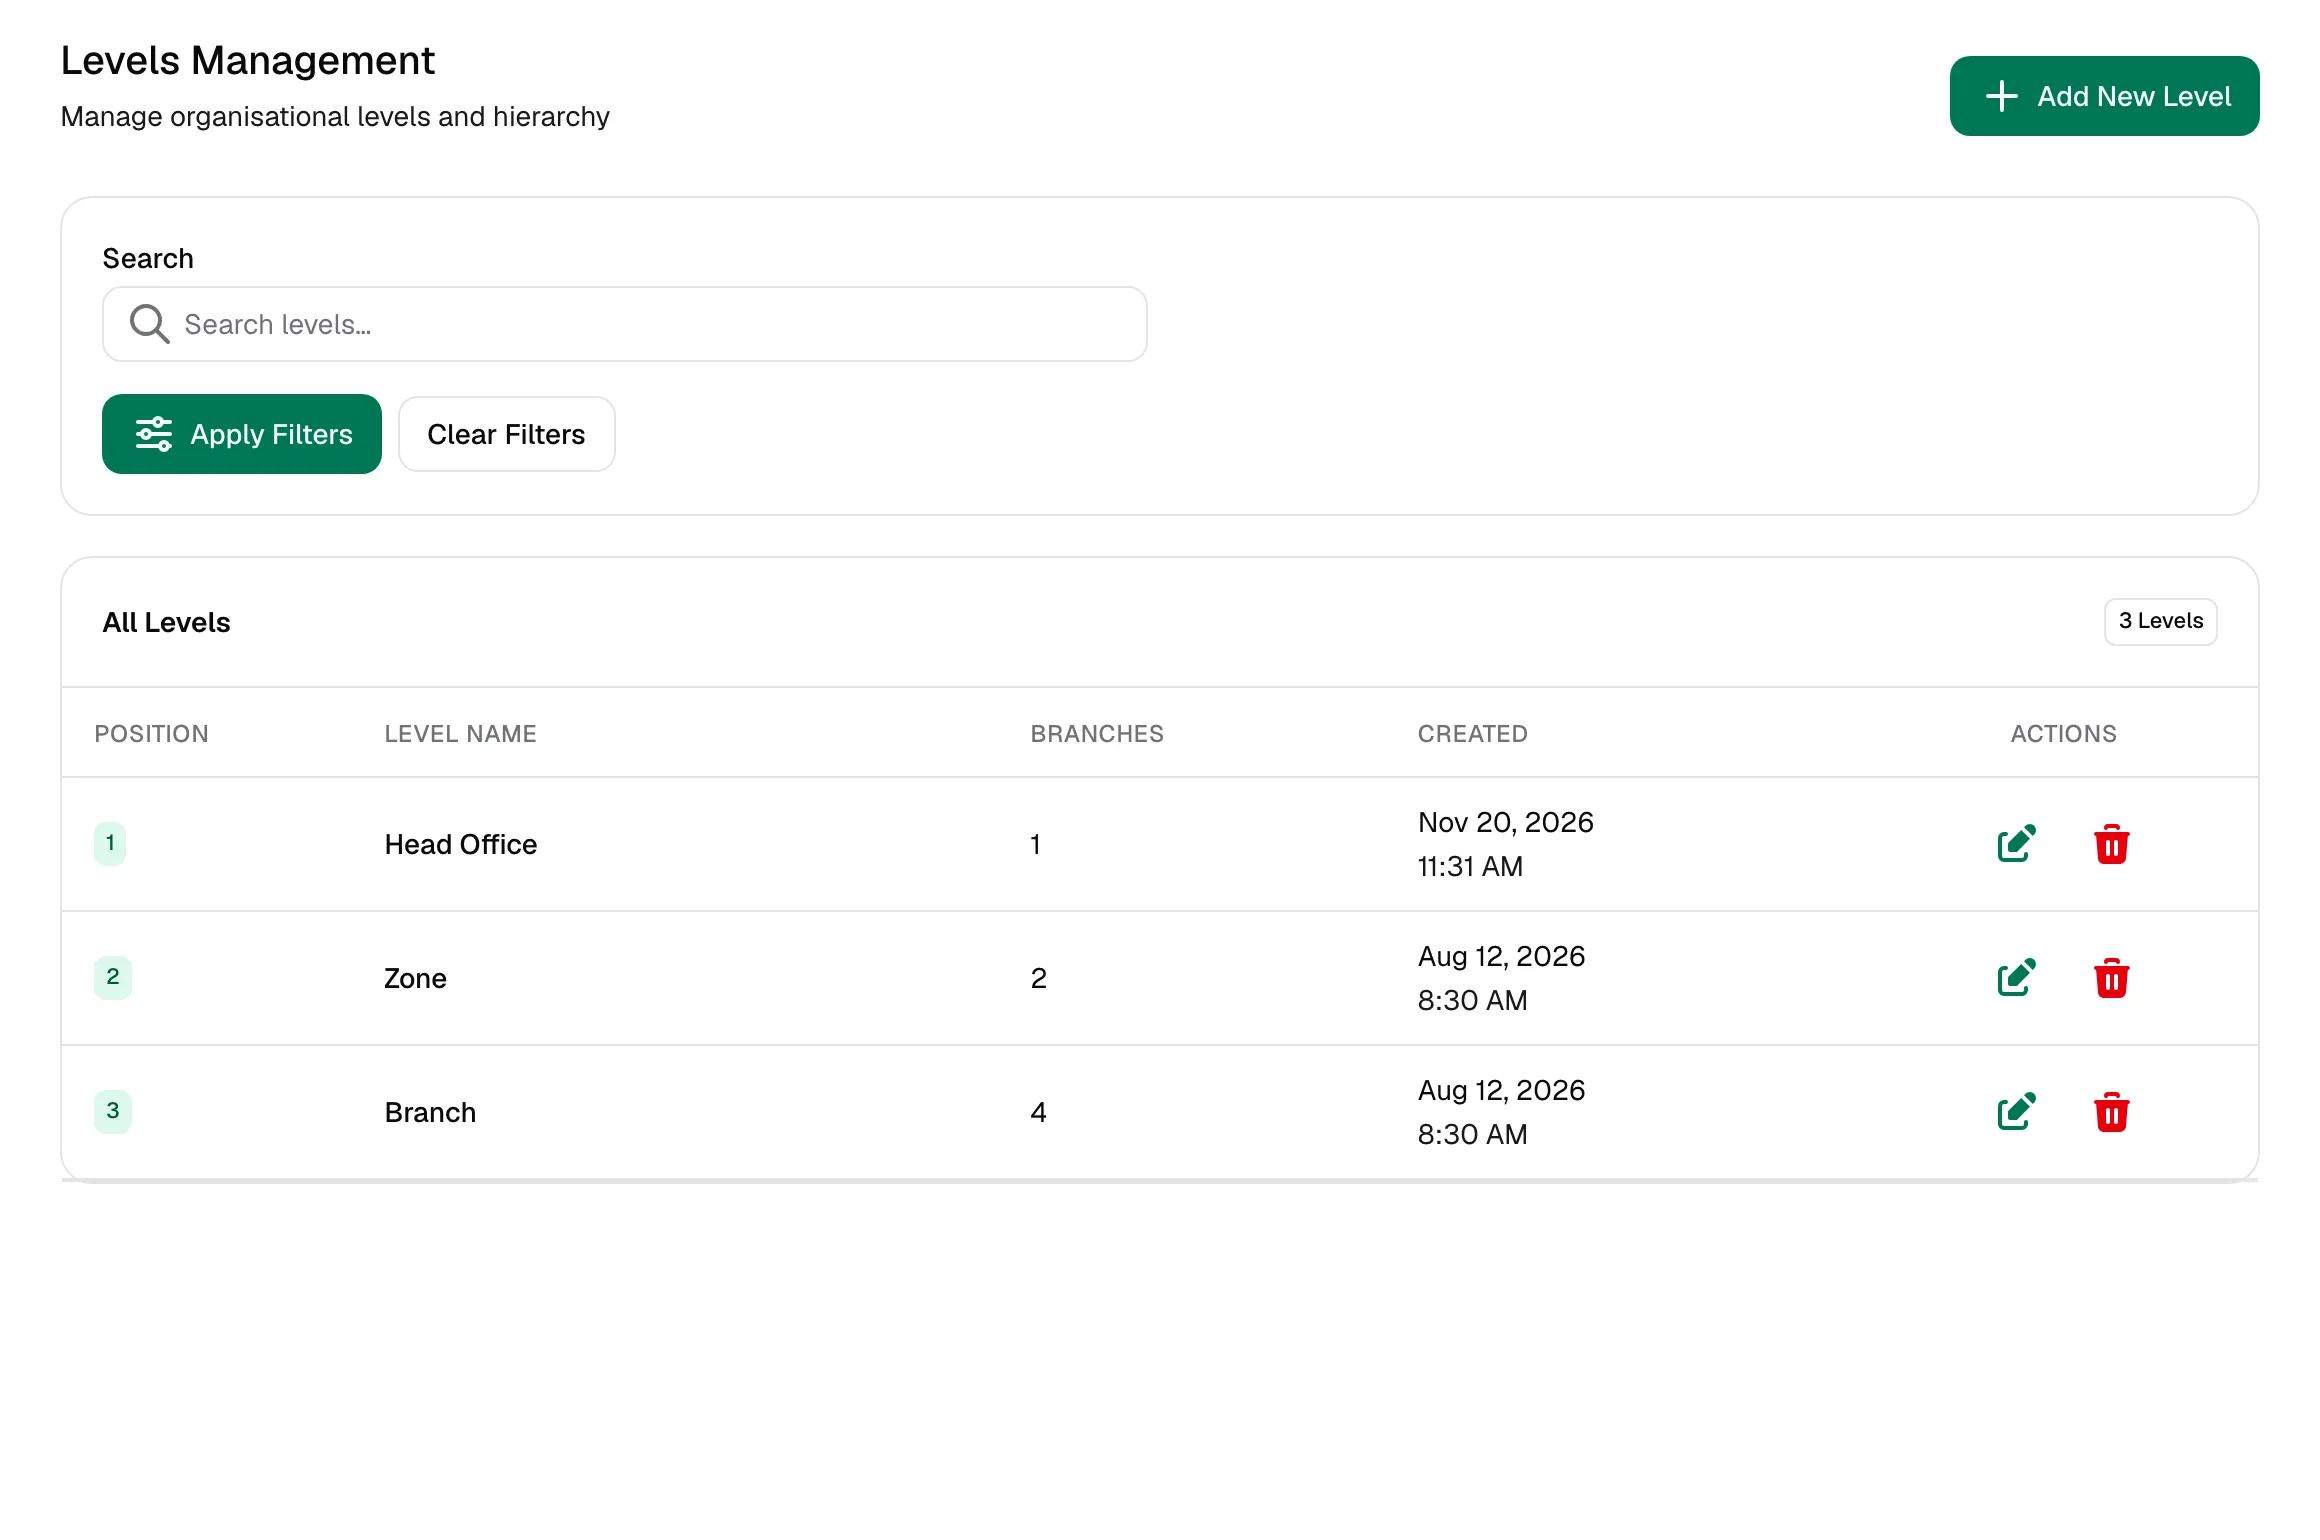 Levels Management
Manage organisational levels and hierarchy
Add New Level
Search
Search levels...
Apply Filters
Clear Filters
All Levels
3 Levels
POSITION LEVEL NAME BRANCHES CREATED ACTIONS
1 Head Office 1 Nov 20, 2026
11:31 AM
2 Zone 2 Aug 12, 2026
8:30 AM
3 Branch 4 Aug 12, 2026
8:30 AM